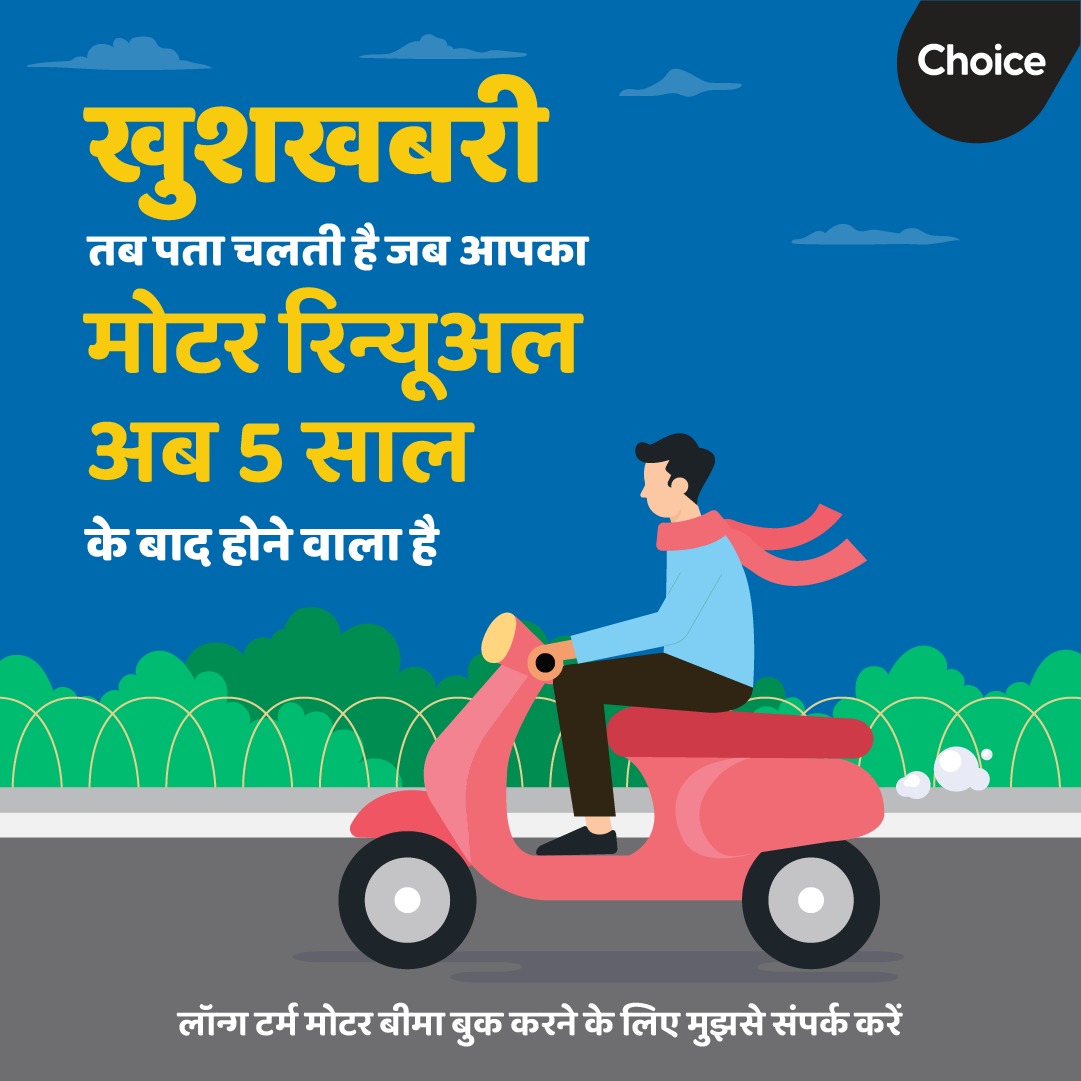 Choice
खुशखबरी
तब पता चलती है जब आपका
मोटर रिन्यूअल
अब 5 साल
के बाद होने वाला है
लॉन्ग टर्म मोटर बीमा बुक करने के लिए मुझसे संपर्क करें